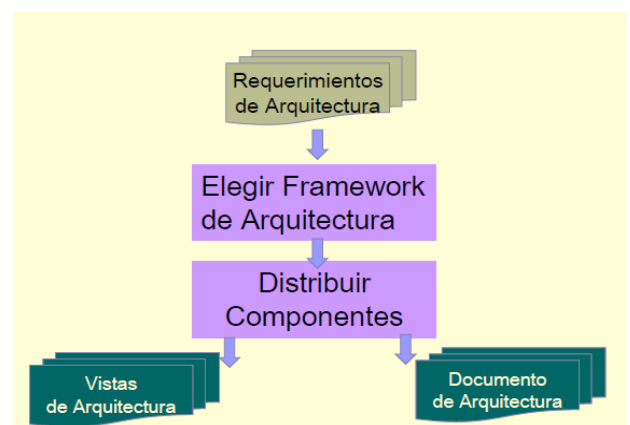 Requerimientos
de Arquitectura
Elegir Framework
de Arquitectura
Distribuir
Componentes
Vistas
de Arquitectura
Documento
de Arquitectura